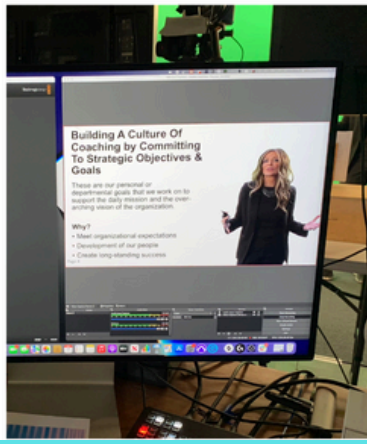 Building A Culture Of
Coaching by Committing
To Strategic Objectives &
Goals
These are our personal or
departmental goals that we work on to
support the daily mission and the over-
arching vision of the organization.
Why?
• Meet organizational expectations
• Development of our people
• Create long-standing success